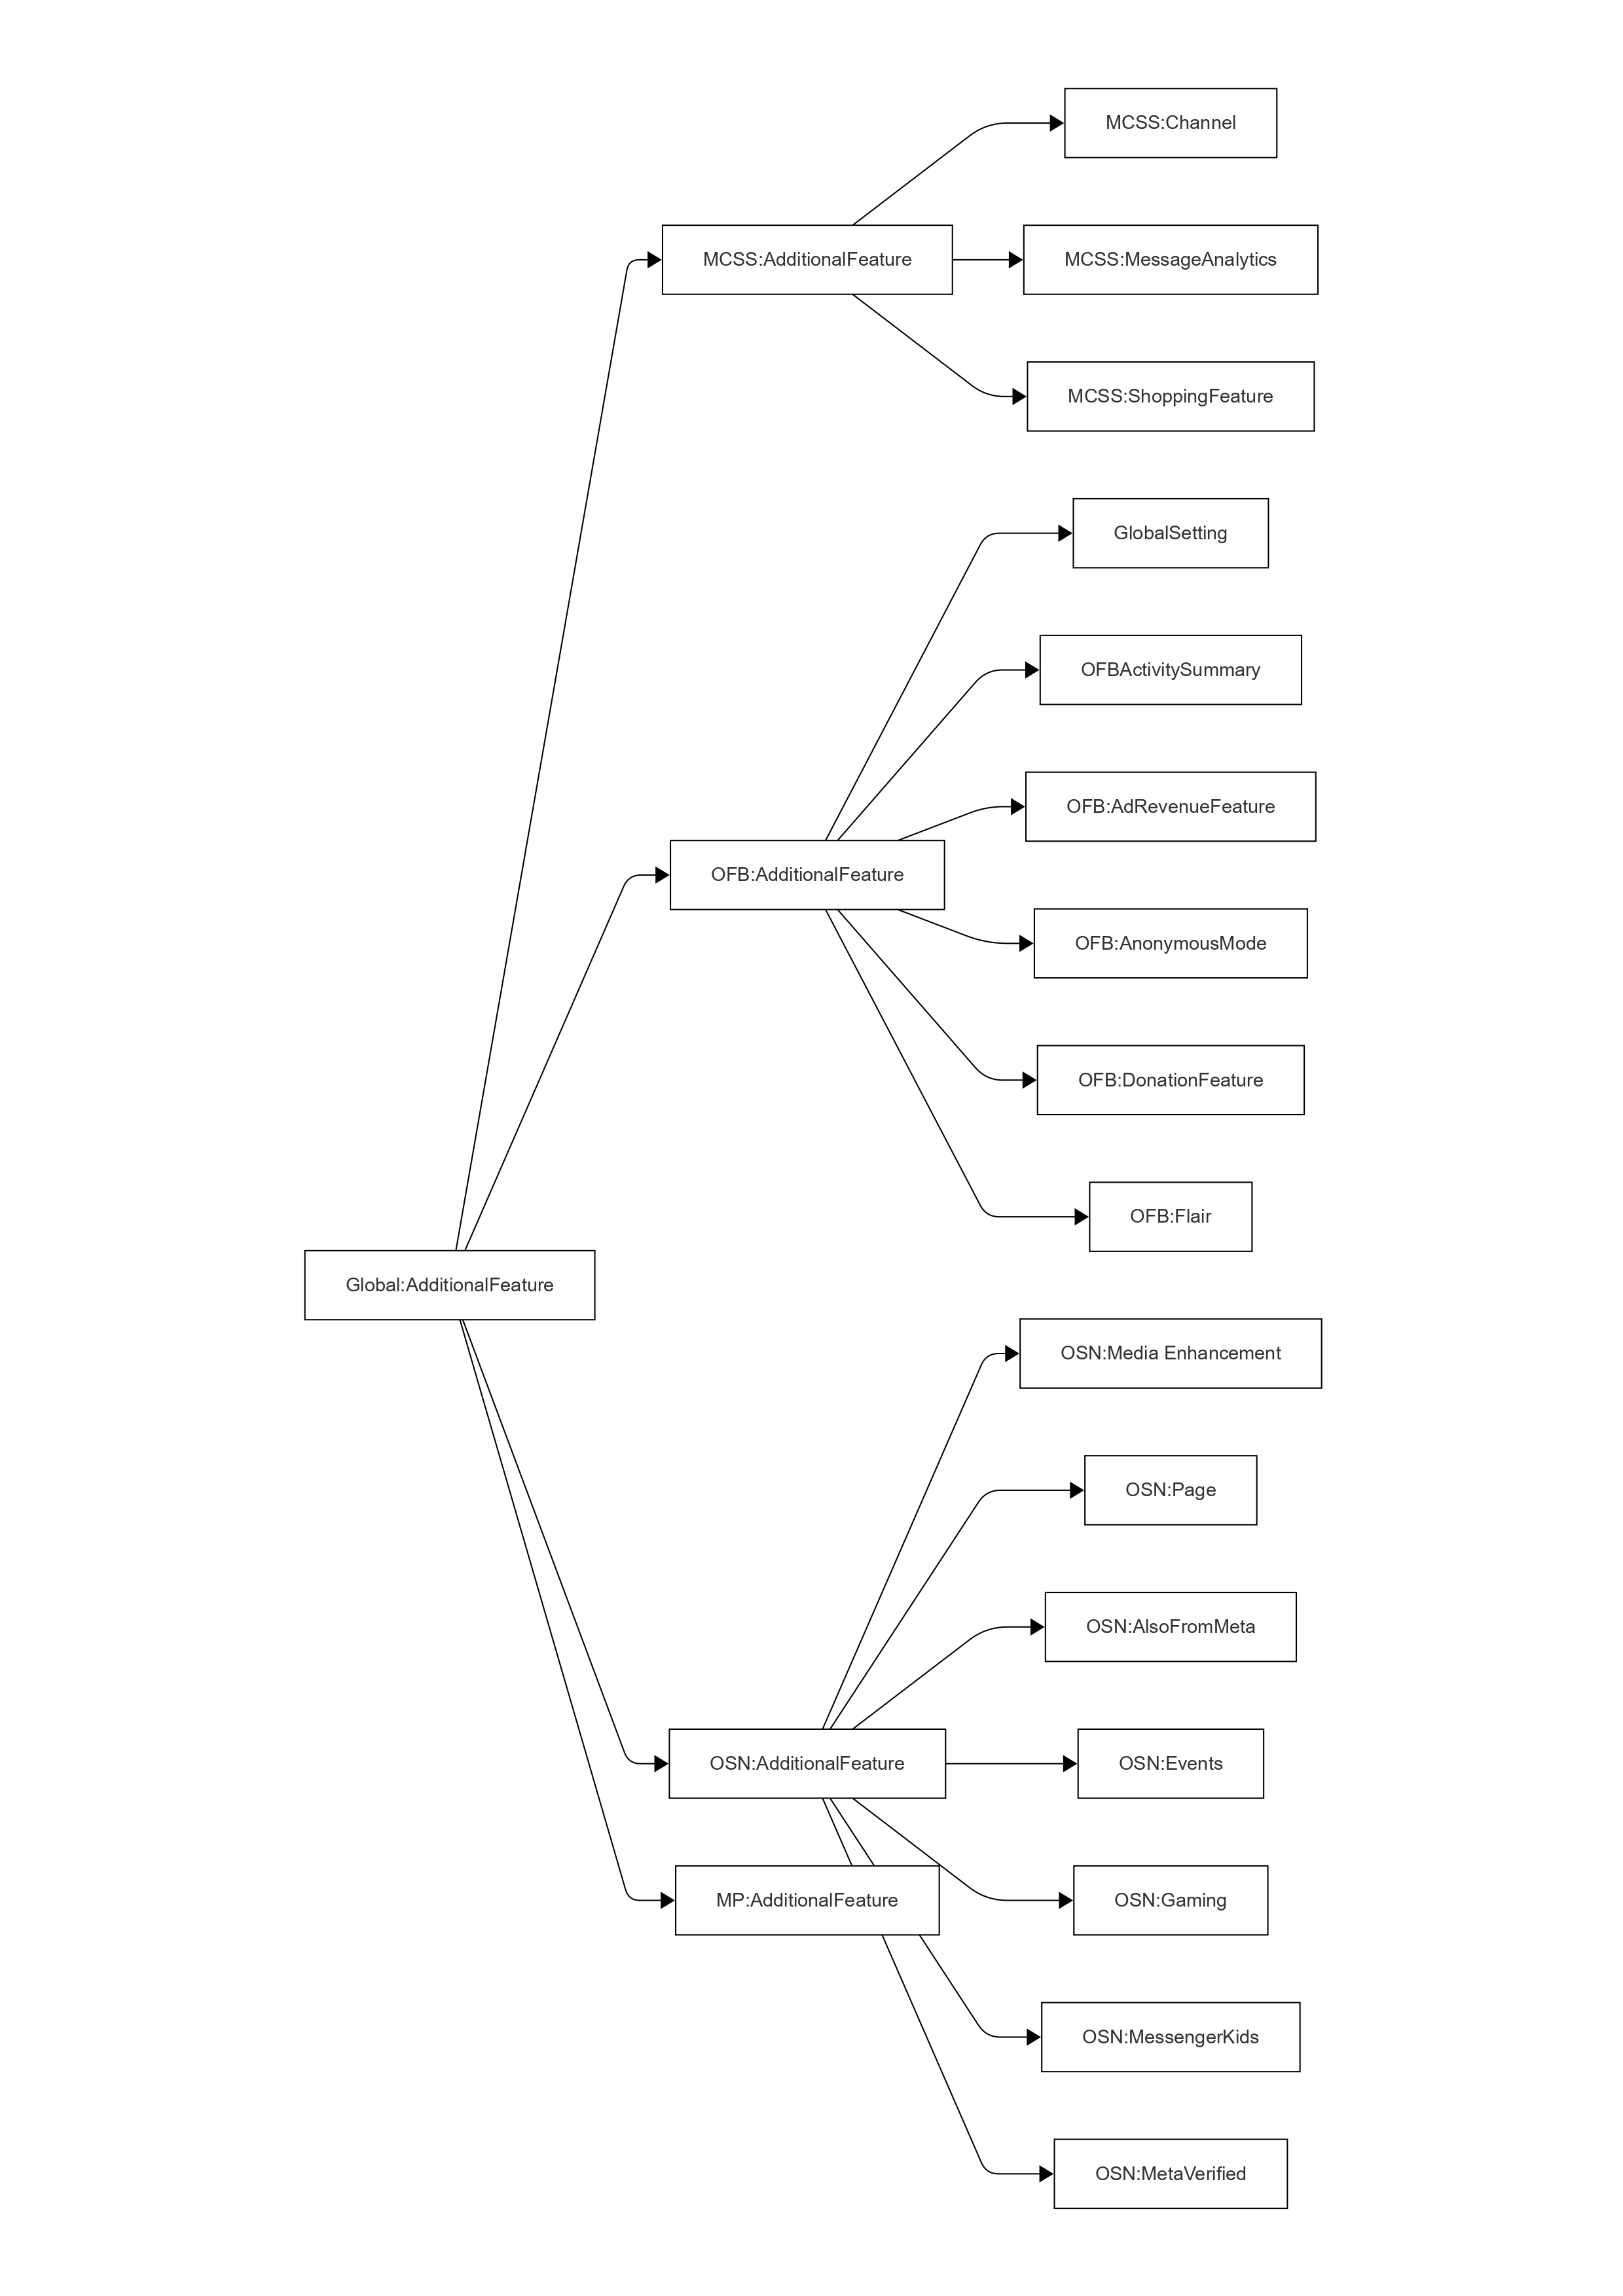 MCSS:Channel
MCSS:AdditionalFeature
MCSS:MessageAnalytics
MCSS:ShoppingFeature
GlobalSetting
OFBActivitySummary
OFB:AdRevenueFeature
OFB:AdditionalFeature
OFB:AnonymousMode
OFB:DonationFeature
OFB:Flair
Global:AdditionalFeature
OSN:Media Enhancement
OSN:Page
OSN:AlsoFromMeta
OSN:AdditionalFeature
OSN:Events
MP:AdditionalFeature
OSN:Gaming
OSN:MessengerKids
OSN:MetaVerified